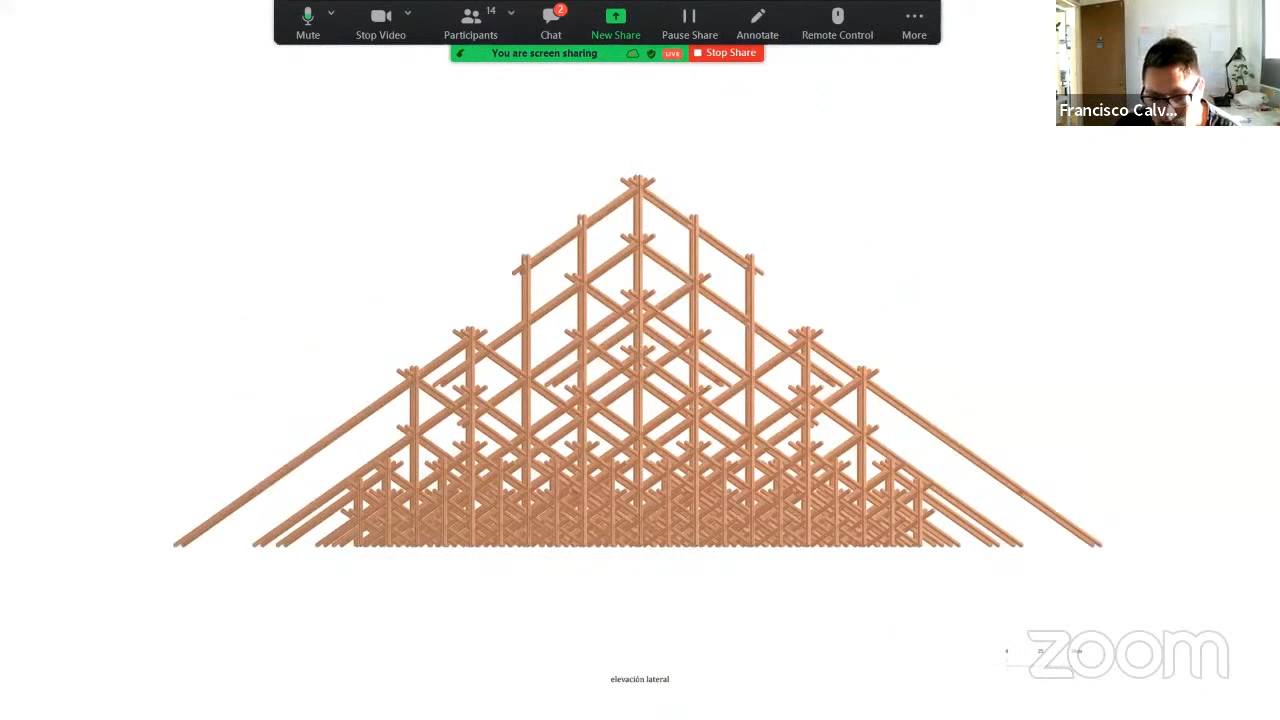 14
2
Mute
Stop Video
Participants
Chat
New Share
Pause Share
Annotate
Remote Control
More
You are screen sharing
LIVE
Stop Share
Francisco Calv...
zoom
elevación lateral